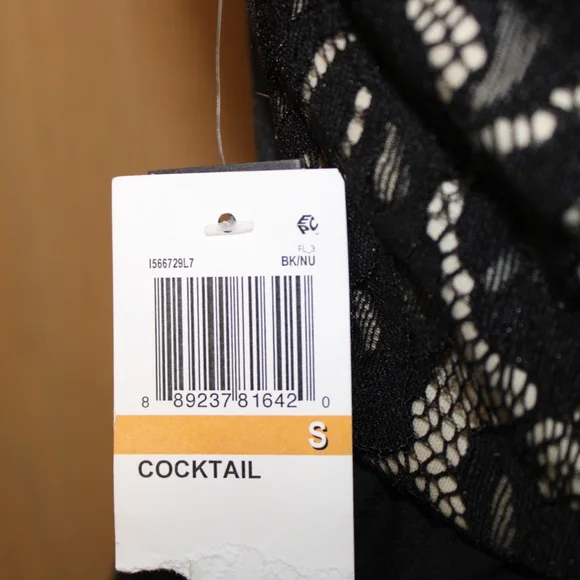 FL_3
I566729L7 BK/NU
8 89237 81642 0
S
COCKTAIL